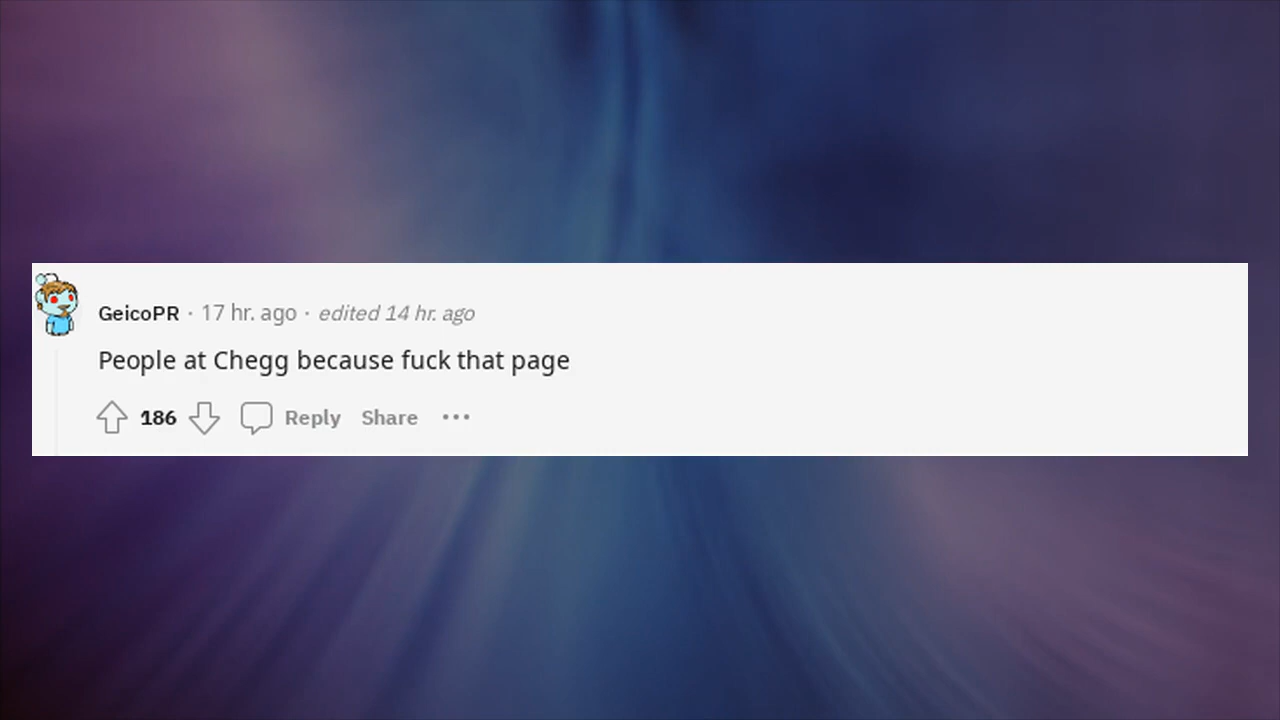 GeicoPR · 17 hr. ago · edited 14 hr. ago
People at Chegg because fuck that page
186 Reply Share ···